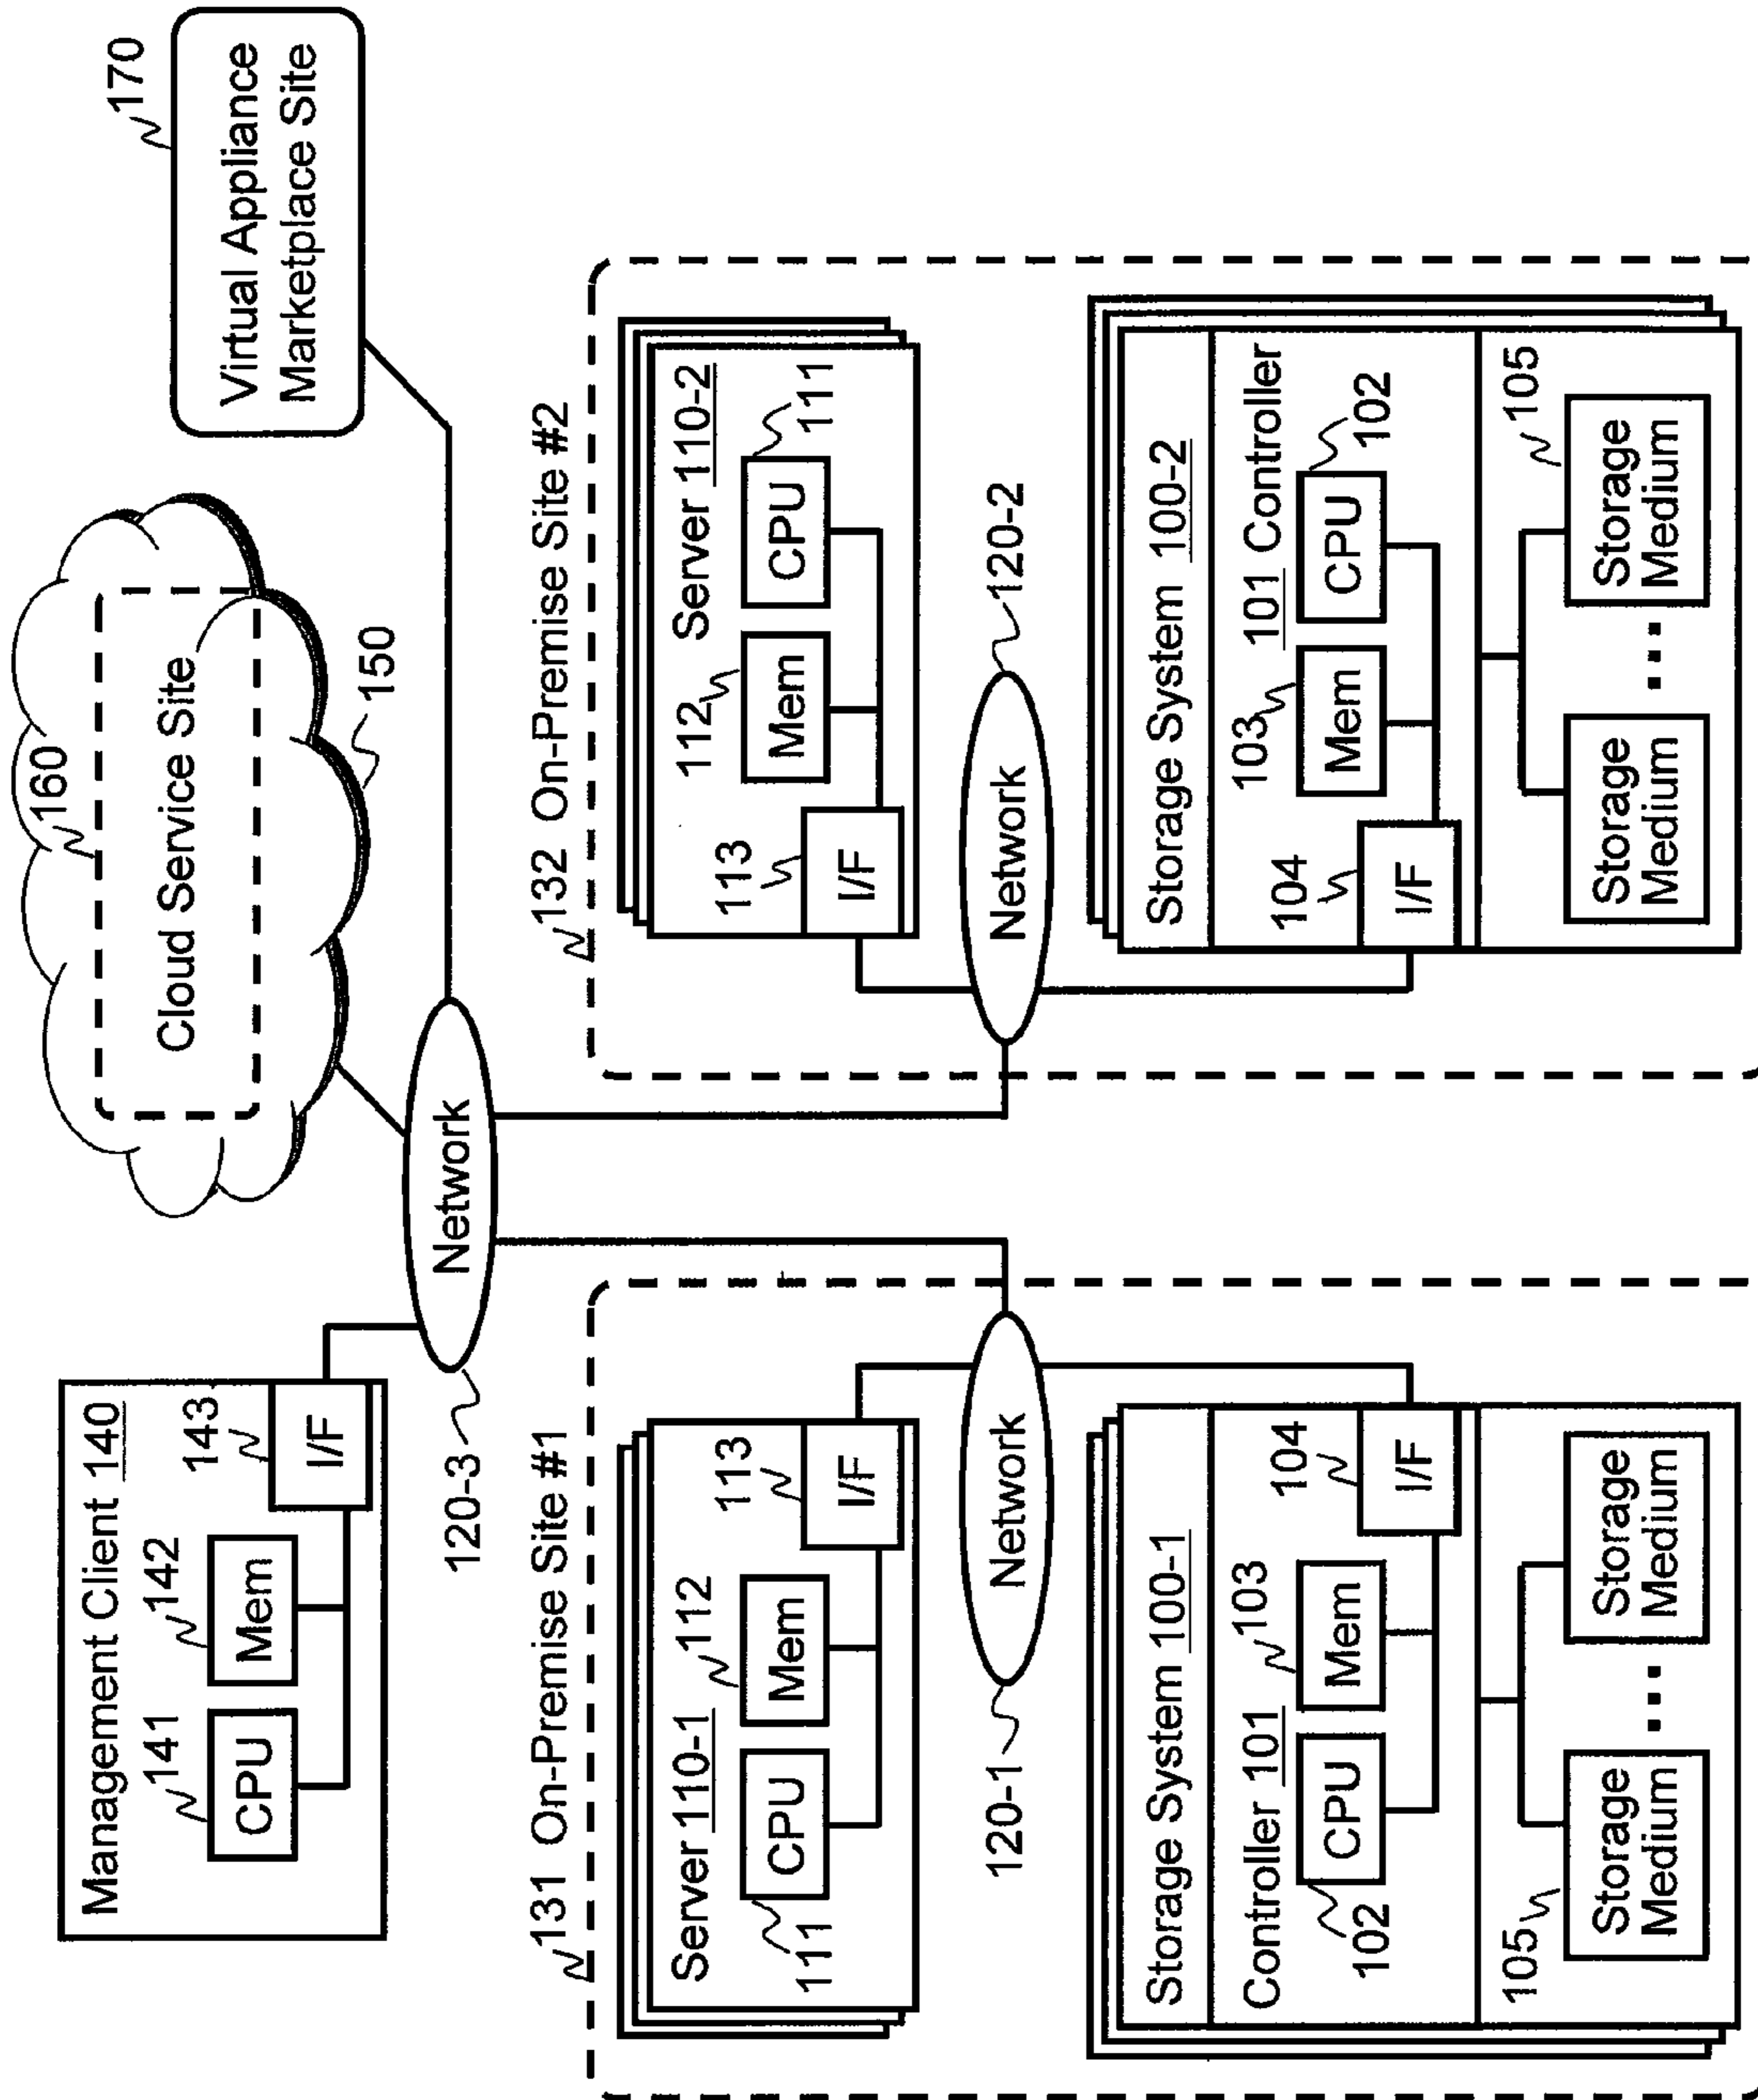 Management Client 140
141
142
143
CPU
Mem
I/F
160
Cloud Service Site
150
170
Virtual Appliance
Marketplace Site
Network
120-3
131 On-Premise Site #1
Server 110-1
112
113
CPU
Mem
I/F
111
Network
120-1
Storage System 100-1
Controller 101
103
104
CPU
Mem
I/F
102
105
Storage
Medium
...
Storage
Medium
132 On-Premise Site #2
112
Server 110-2
113
I/F
Mem
CPU
111
Network
120-2
Storage System 100-2
103
101 Controller
104
I/F
Mem
CPU
102
105
Storage
Medium
...
Storage
Medium